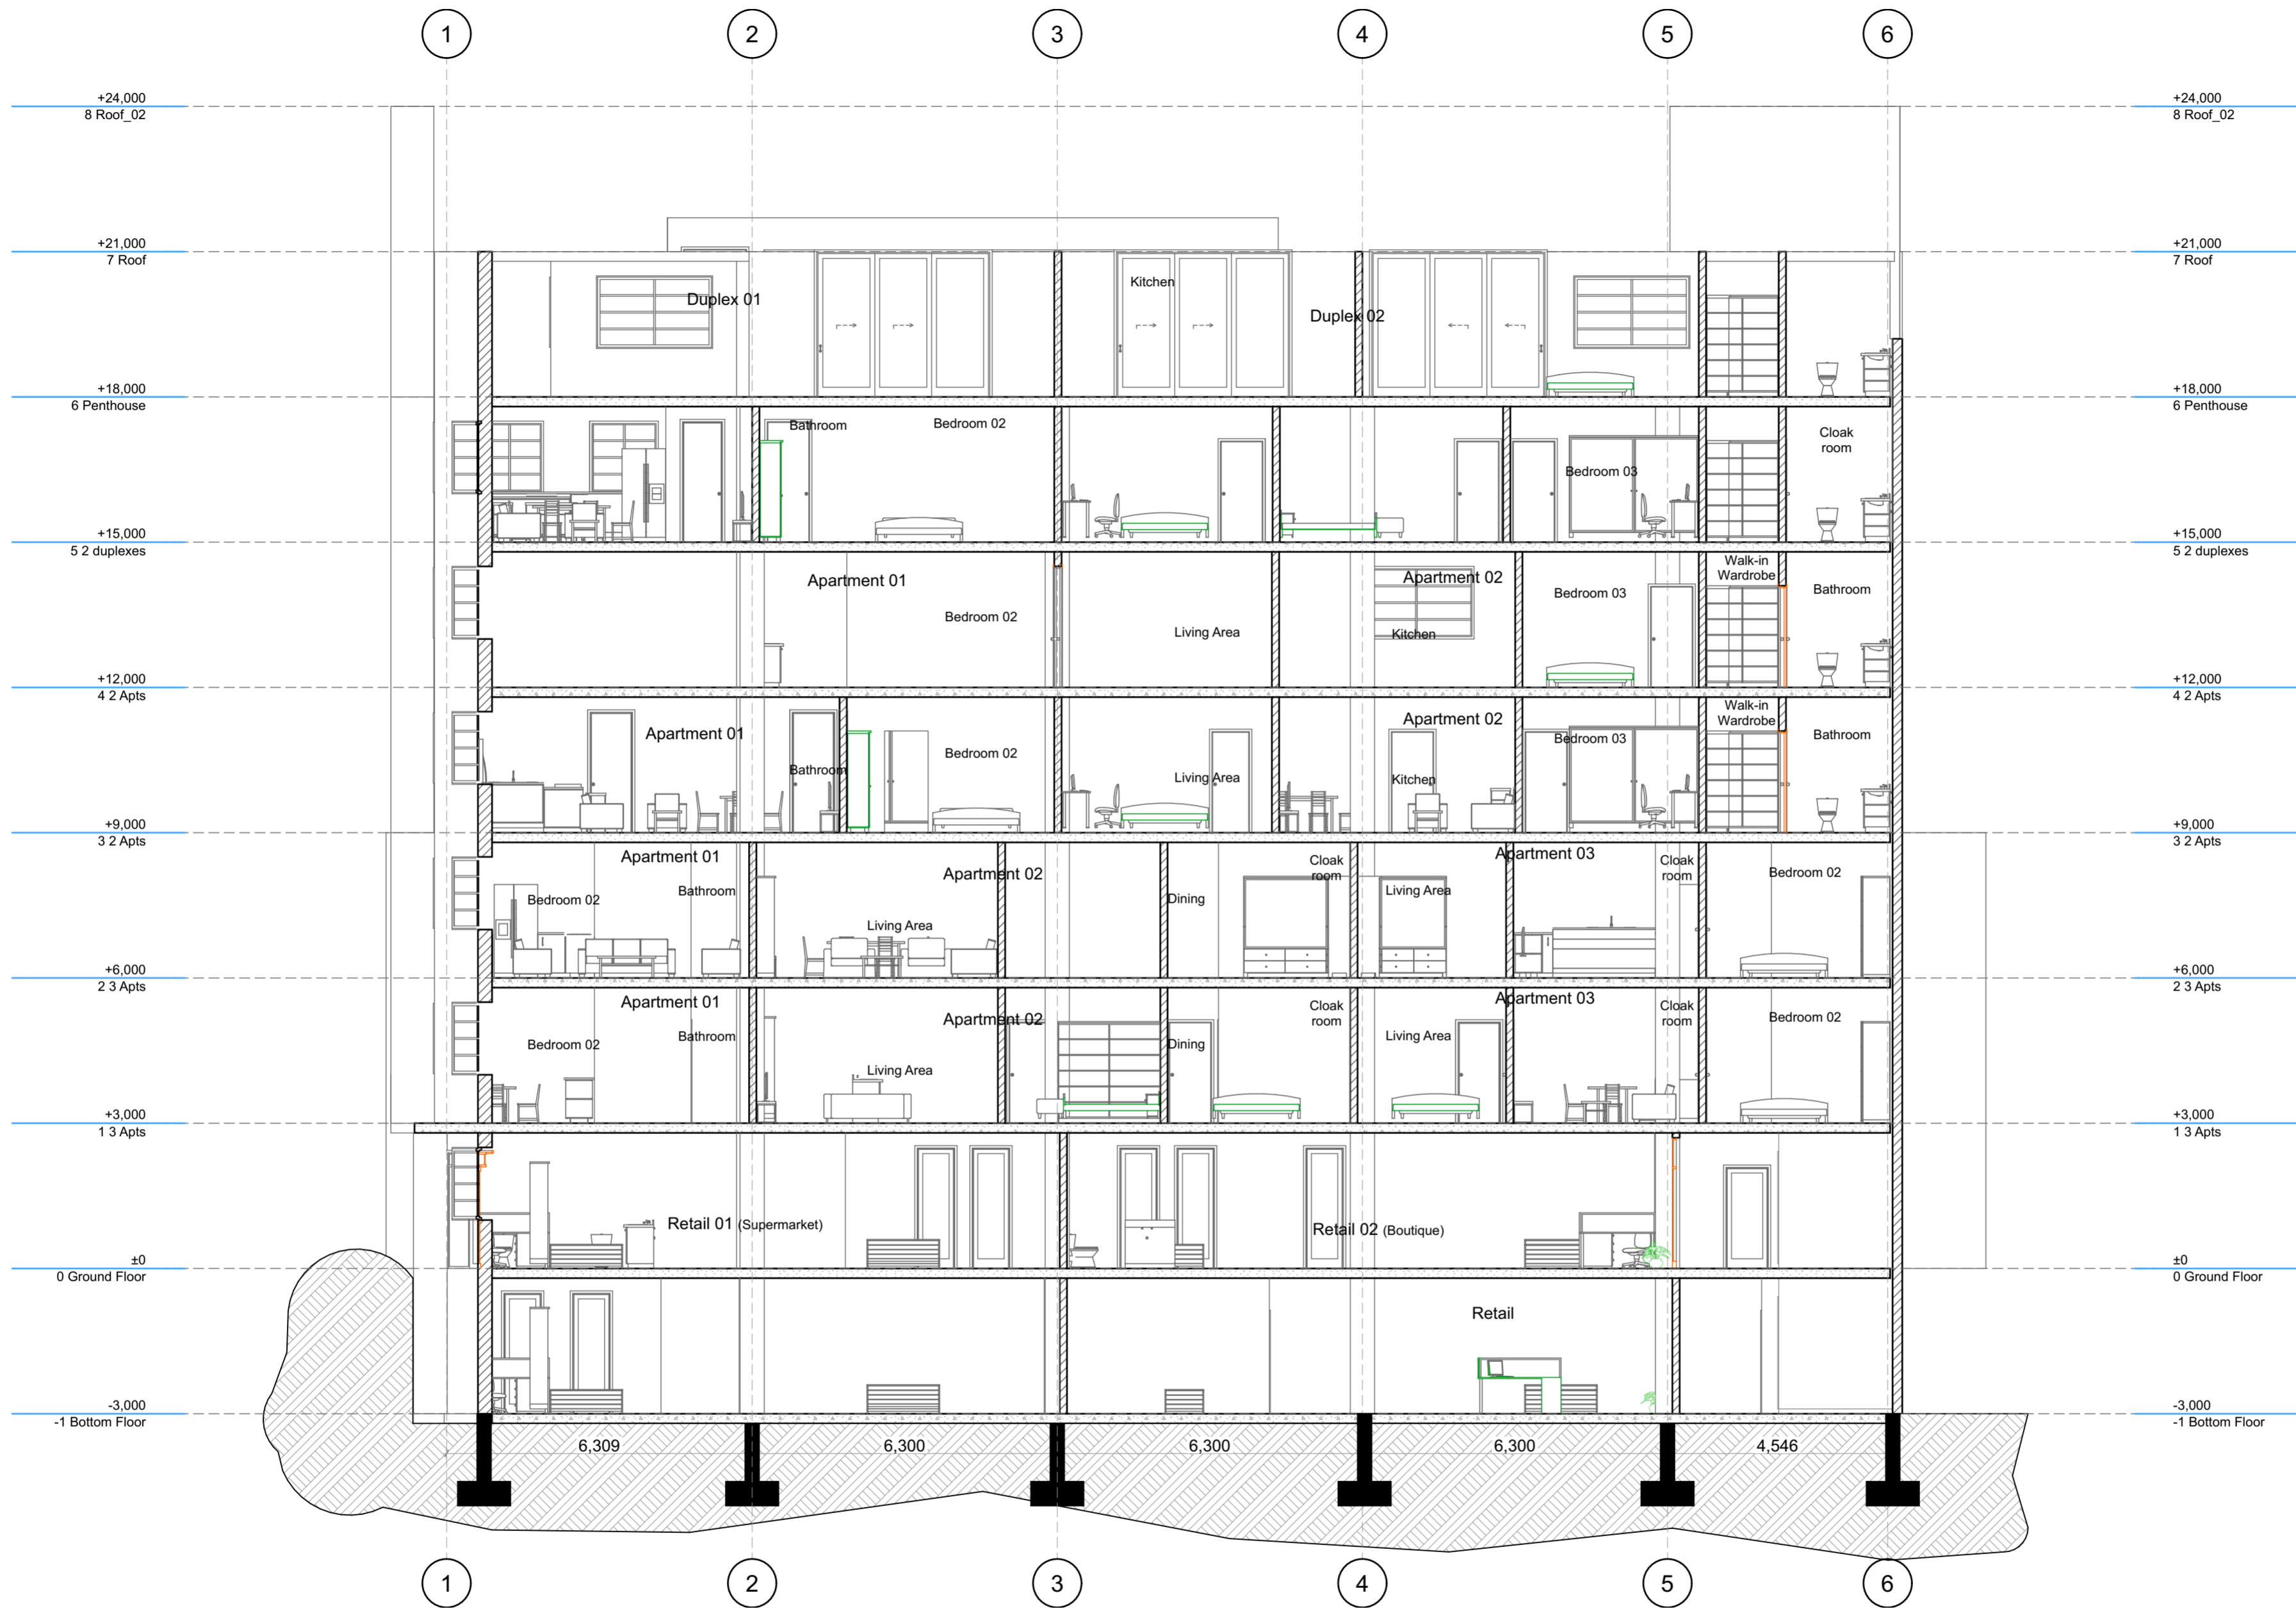 1 2 3 4 5 6
+24,000 +24,000
8 Roof_02 8 Roof_02
+21,000 +21,000
7 Roof 7 Roof
Kitchen
Duplex 01
Duplex 02
+18,000 +18,000
6 Penthouse 6 Penthouse
Bathroom Bedroom 02
Cloak
room
Bedroom 03
+15,000 +15,000
5 2 duplexes 5 2 duplexes
Walk-in
Wardrobe
Apartment 01 Apartment 02
Bedroom 03 Bathroom
Bedroom 02
Living Area Kitchen
+12,000 +12,000
4 2 Apts 4 2 Apts
Walk-in
Wardrobe
Apartment 02
Apartment 01 Bedroom 03 Bathroom
Bedroom 02
Bathroom Living Area Kitchen
+9,000 +9,000
3 2 Apts 3 2 Apts
Apartment 01 Apartment 03
Cloak
room
Cloak
room
Apartment 02 Bedroom 02
Bathroom Living Area
Bedroom 02 Dining
Living Area
+6,000 +6,000
2 3 Apts 2 3 Apts
Apartment 01 Apartment 03
Cloak
room
Cloak
room
Apartment 02 Bedroom 02
Bathroom Living Area
Bedroom 02 Dining
Living Area
+3,000 +3,000
1 3 Apts 1 3 Apts
Retail 01 (Supermarket)
Retail 02 (Boutique)
±0 ±0
0 Ground Floor 0 Ground Floor
Retail
-3,000 -3,000
-1 Bottom Floor -1 Bottom Floor
6,309 6,300 6,300 6,300 4,546
1 2 3 4 5 6